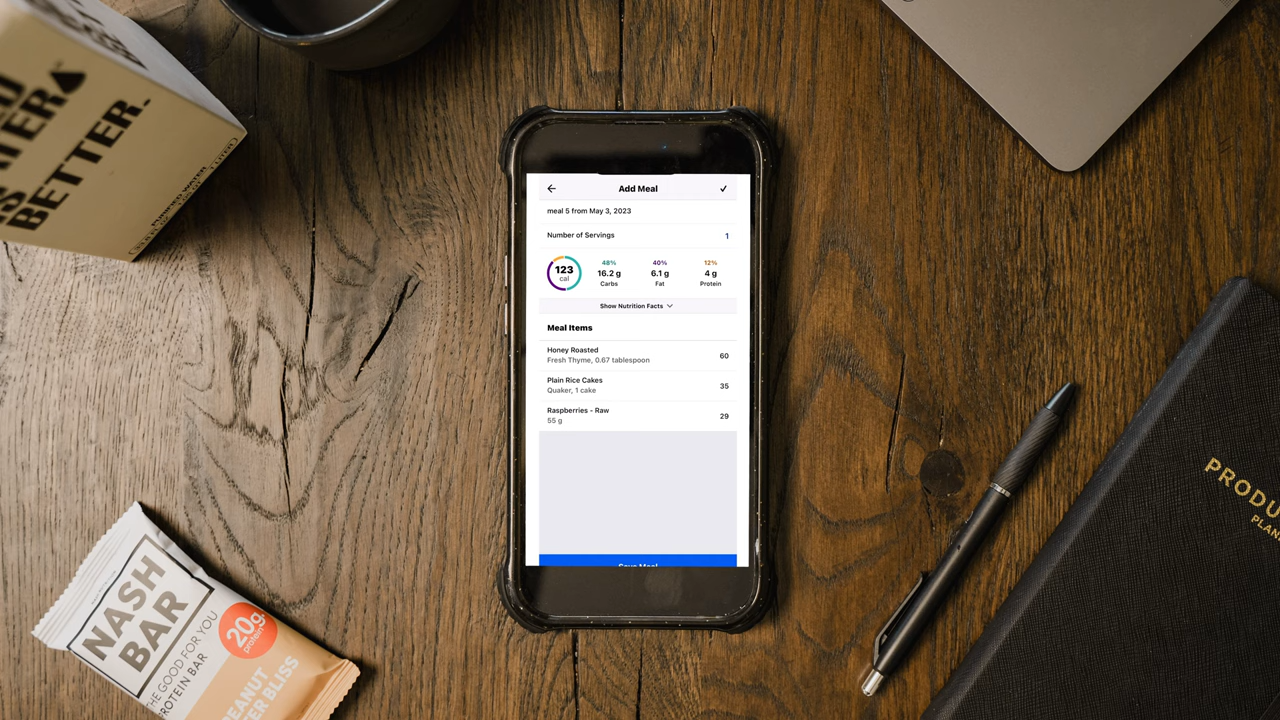 BETTER.
Add Meal
meal 5 from May 3, 2023
Number of Servings 1
123
cal
48%
16.2 g
Carbs
40%
6.1 g
Fat
12%
4 g
Protein
Show Nutrition Facts
Meal Items
Honey Roasted
Fresh Thyme, 0.67 tablespoon
60
Plain Rice Cakes
Quaker, 1 cake
35
Raspberries - Raw
55 g
29
Save Meal
NASH
BAR
THE GOOD FOR YOU
PROTEIN BAR
20g
protein
BLISS